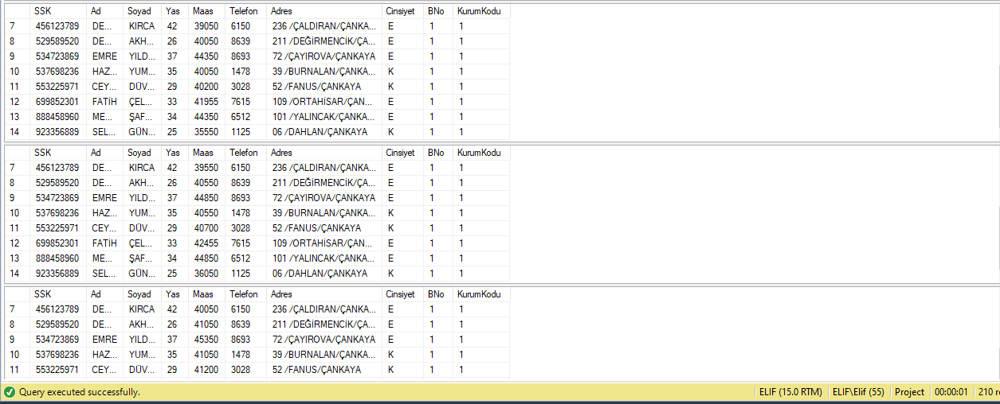 SSK Ad Soyad Yas Maas Telefon Adres Cinsiyet BNo KurumKodu
7 456123789 DE... KIRCA 42 39050 6150 236 /ÇALDIRAN/ÇANKA... E 1 1
8 529589520 DE... AKH... 26 40050 8639 211 /DEĞİRMENCİK/ÇA... E 1 1
9 534723869 EMRE YILD... 37 44350 8693 72 /ÇAYIROVA/ÇANKAYA E 1 1
10 537698236 HAZ... YUM... 35 40050 1478 39 /BURNALAN/ÇANKA... K 1 1
11 553225971 CEY... DÜV... 29 40200 3028 52 /FANUS/ÇANKAYA K 1 1
12 699852301 FATİH ÇEL... 33 41955 7615 109 /ORTAHİSAR/ÇAN... E 1 1
13 888458960 ME... ŞAF... 34 44350 6512 101 /YALINCAK/ÇANKA... E 1 1
14 923356889 SEL... GÜN... 25 35550 1125 06 /DAHLAN/ÇANKAYA K 1 1
SSK Ad Soyad Yas Maas Telefon Adres Cinsiyet BNo KurumKodu
7 456123789 DE... KIRCA 42 39550 6150 236 /ÇALDIRAN/ÇANKA... E 1 1
8 529589520 DE... AKH... 26 40550 8639 211 /DEĞİRMENCİK/ÇA... E 1 1
9 534723869 EMRE YILD... 37 44850 8693 72 /ÇAYIROVA/ÇANKAYA E 1 1
10 537698236 HAZ... YUM... 35 40550 1478 39 /BURNALAN/ÇANKA... K 1 1
11 553225971 CEY... DÜV... 29 40700 3028 52 /FANUS/ÇANKAYA K 1 1
12 699852301 FATİH ÇEL... 33 42455 7615 109 /ORTAHİSAR/ÇAN... E 1 1
13 888458960 ME... ŞAF... 34 44850 6512 101 /YALINCAK/ÇANKA... E 1 1
14 923356889 SEL... GÜN... 25 36050 1125 06 /DAHLAN/ÇANKAYA K 1 1
SSK Ad Soyad Yas Maas Telefon Adres Cinsiyet BNo KurumKodu
7 456123789 DE... KIRCA 42 40050 6150 236 /ÇALDIRAN/ÇANKA... E 1 1
8 529589520 DE... AKH... 26 41050 8639 211 /DEĞİRMENCİK/ÇA... E 1 1
9 534723869 EMRE YILD... 37 45350 8693 72 /ÇAYIROVA/ÇANKAYA E 1 1
10 537698236 HAZ... YUM... 35 41050 1478 39 /BURNALAN/ÇANKA... K 1 1
11 553225971 CEY... DÜV... 29 41200 3028 52 /FANUS/ÇANKAYA K 1 1
Query executed successfully. ELIF (15.0 RTM) ELIF\Elif (55) Project 00:00:01 210